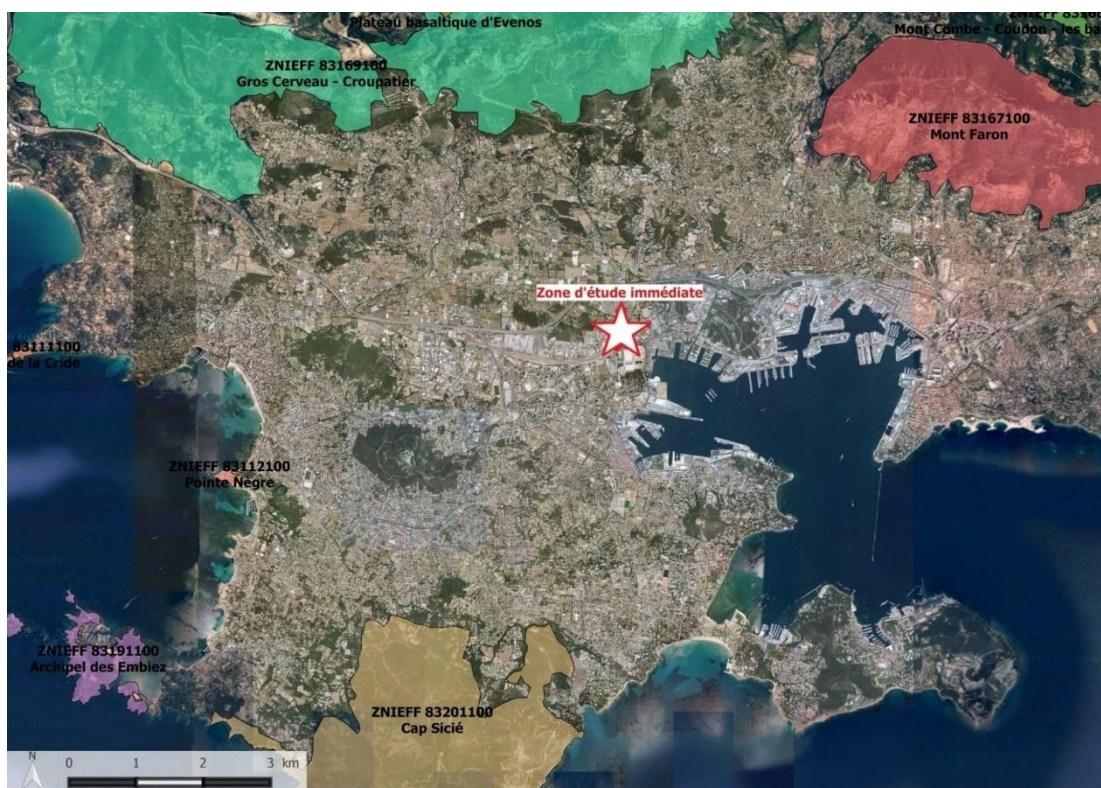 Plateau basaltique d'Evenos
Mont Combe - Coudon - les ba
ZNIEFF 83169100
Gros Cerveau - Croupatier
ZNIEFF 83167100
Mont Faron
Zone d'étude immédiate
83111100
de la Cride
ZNIEFF 83112100
Pointe Nègre
ZNIEFF 83191100
Archipel des Embiez
ZNIEFF 83201100
Cap Sicié
N
0 1 2 3 km